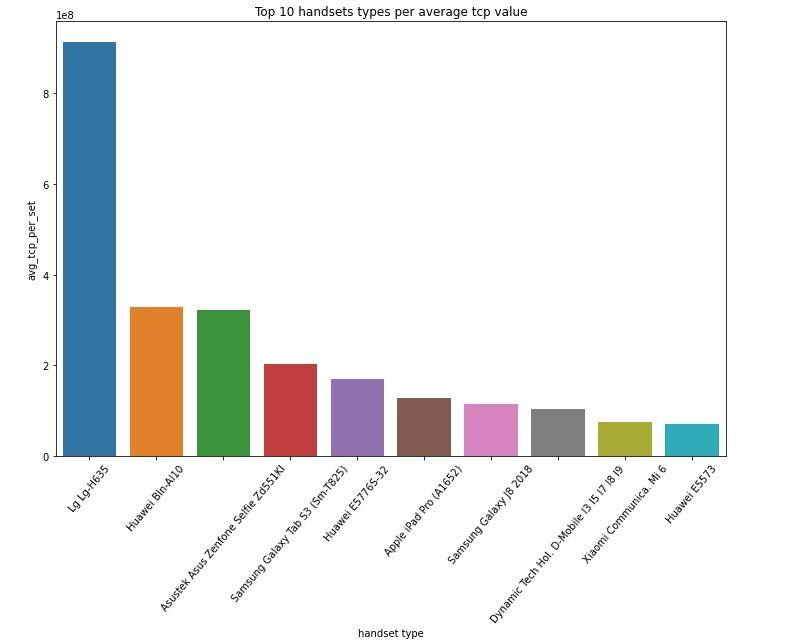 Top 10 handsets types per average tcp value
1e8
8
6
4
2
0
avg_tcp_per_set
Lg Lg-H635
Huawei Bln-Al10
Asustek Asus Zenfone Selfie Zd551Kl
Samsung Galaxy Tab S3 (Sm-T825)
Huawei E5776S-32
Apple iPad Pro (A1652)
Samsung Galaxy J8 2018
Dynamic Tech Hol. D-Mobile I3 I5 I7 I8 I9
Xiaomi Communica. Mi 6
Huawei E5573
handset type